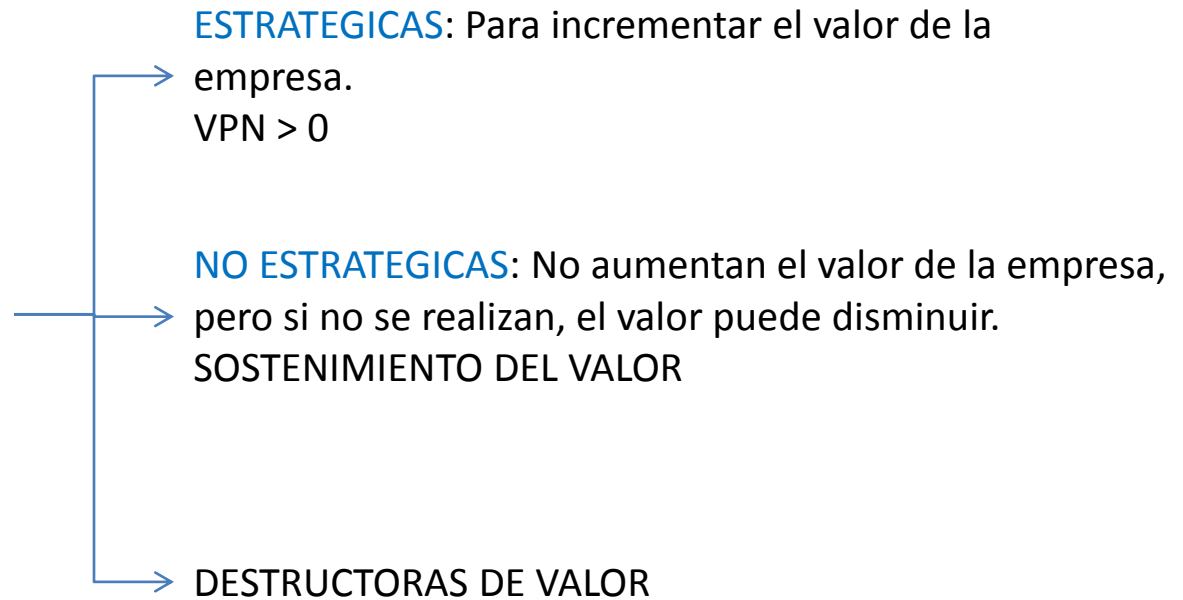 ESTRATEGICAS: Para incrementar el valor de la
empresa.
VPN > 0
NO ESTRATEGICAS: No aumentan el valor de la empresa,
pero si no se realizan, el valor puede disminuir.
SOSTENIMIENTO DEL VALOR
DESTRUCTORAS DE VALOR